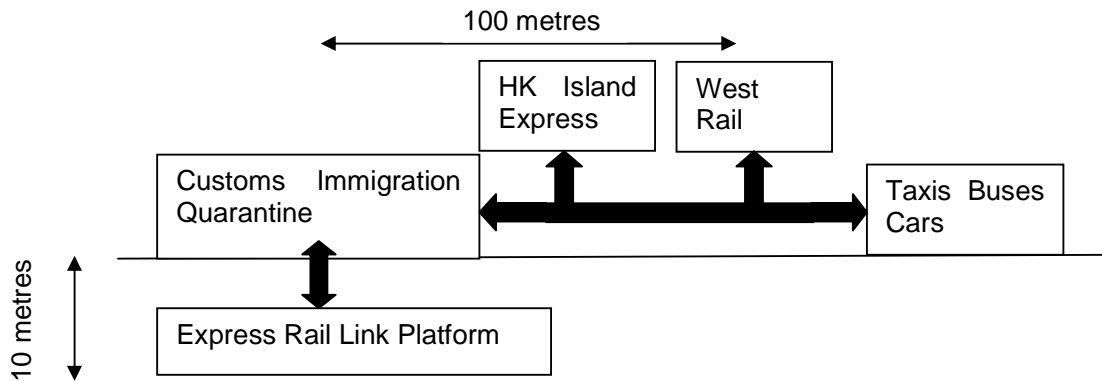 100 metres
HK Island
Express
West
Rail
Customs Immigration
Quarantine
Taxis Buses
Cars
10 metres
Express Rail Link Platform